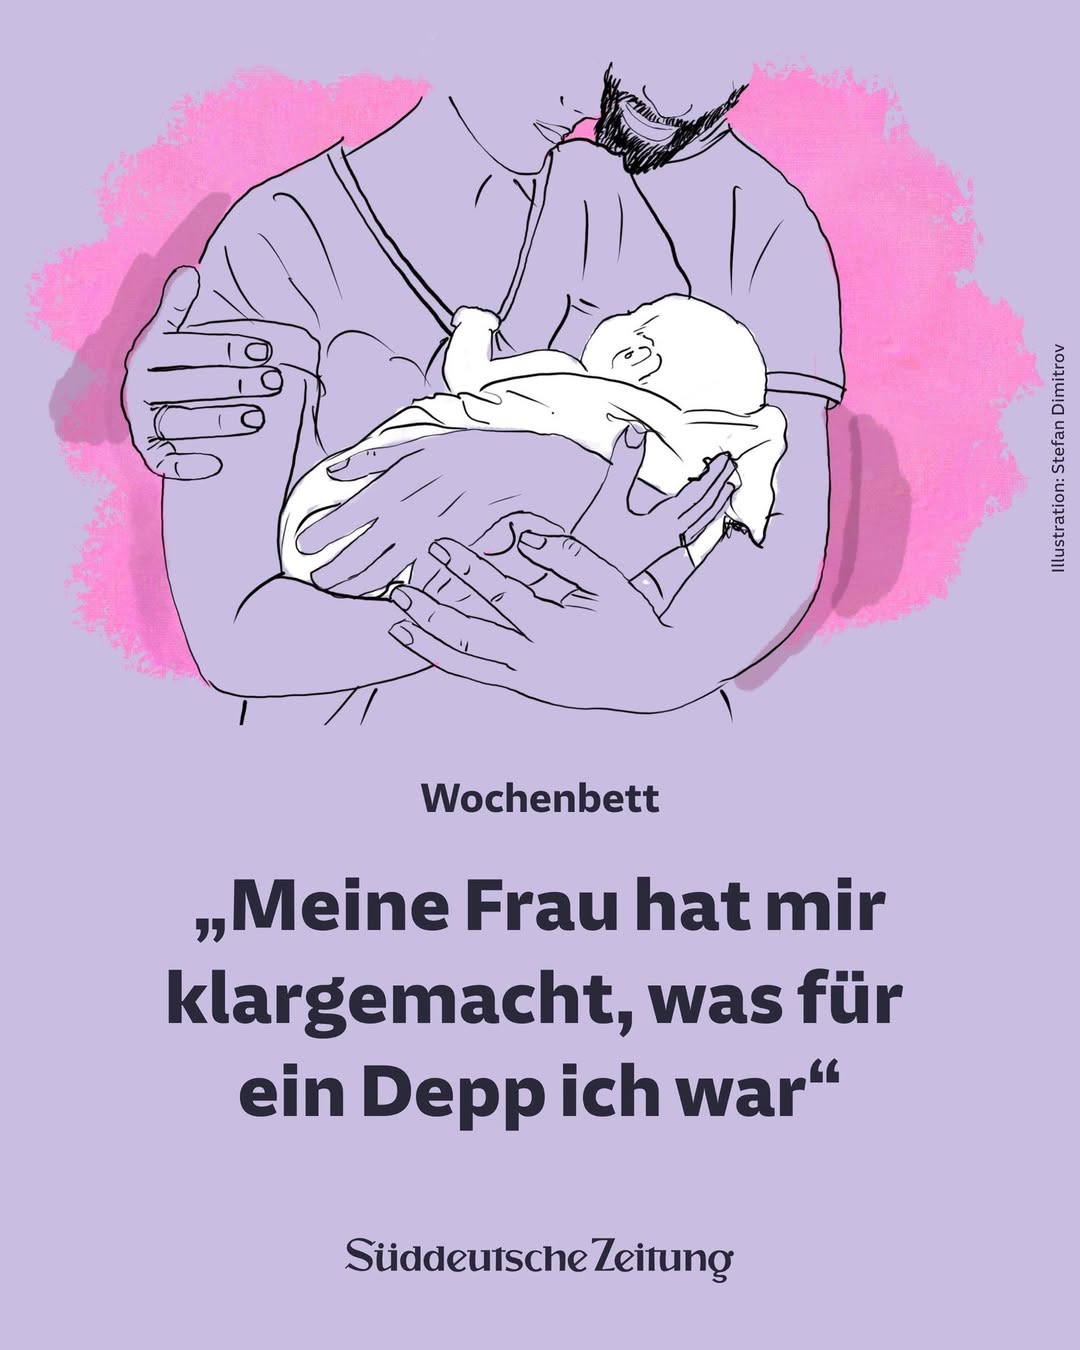 Illustration: Stefan Dimitrov
Wochenbett
„Meine Frau hat mir
klargemacht, was für
ein Depp ich war“
Süddeutsche Zeitung